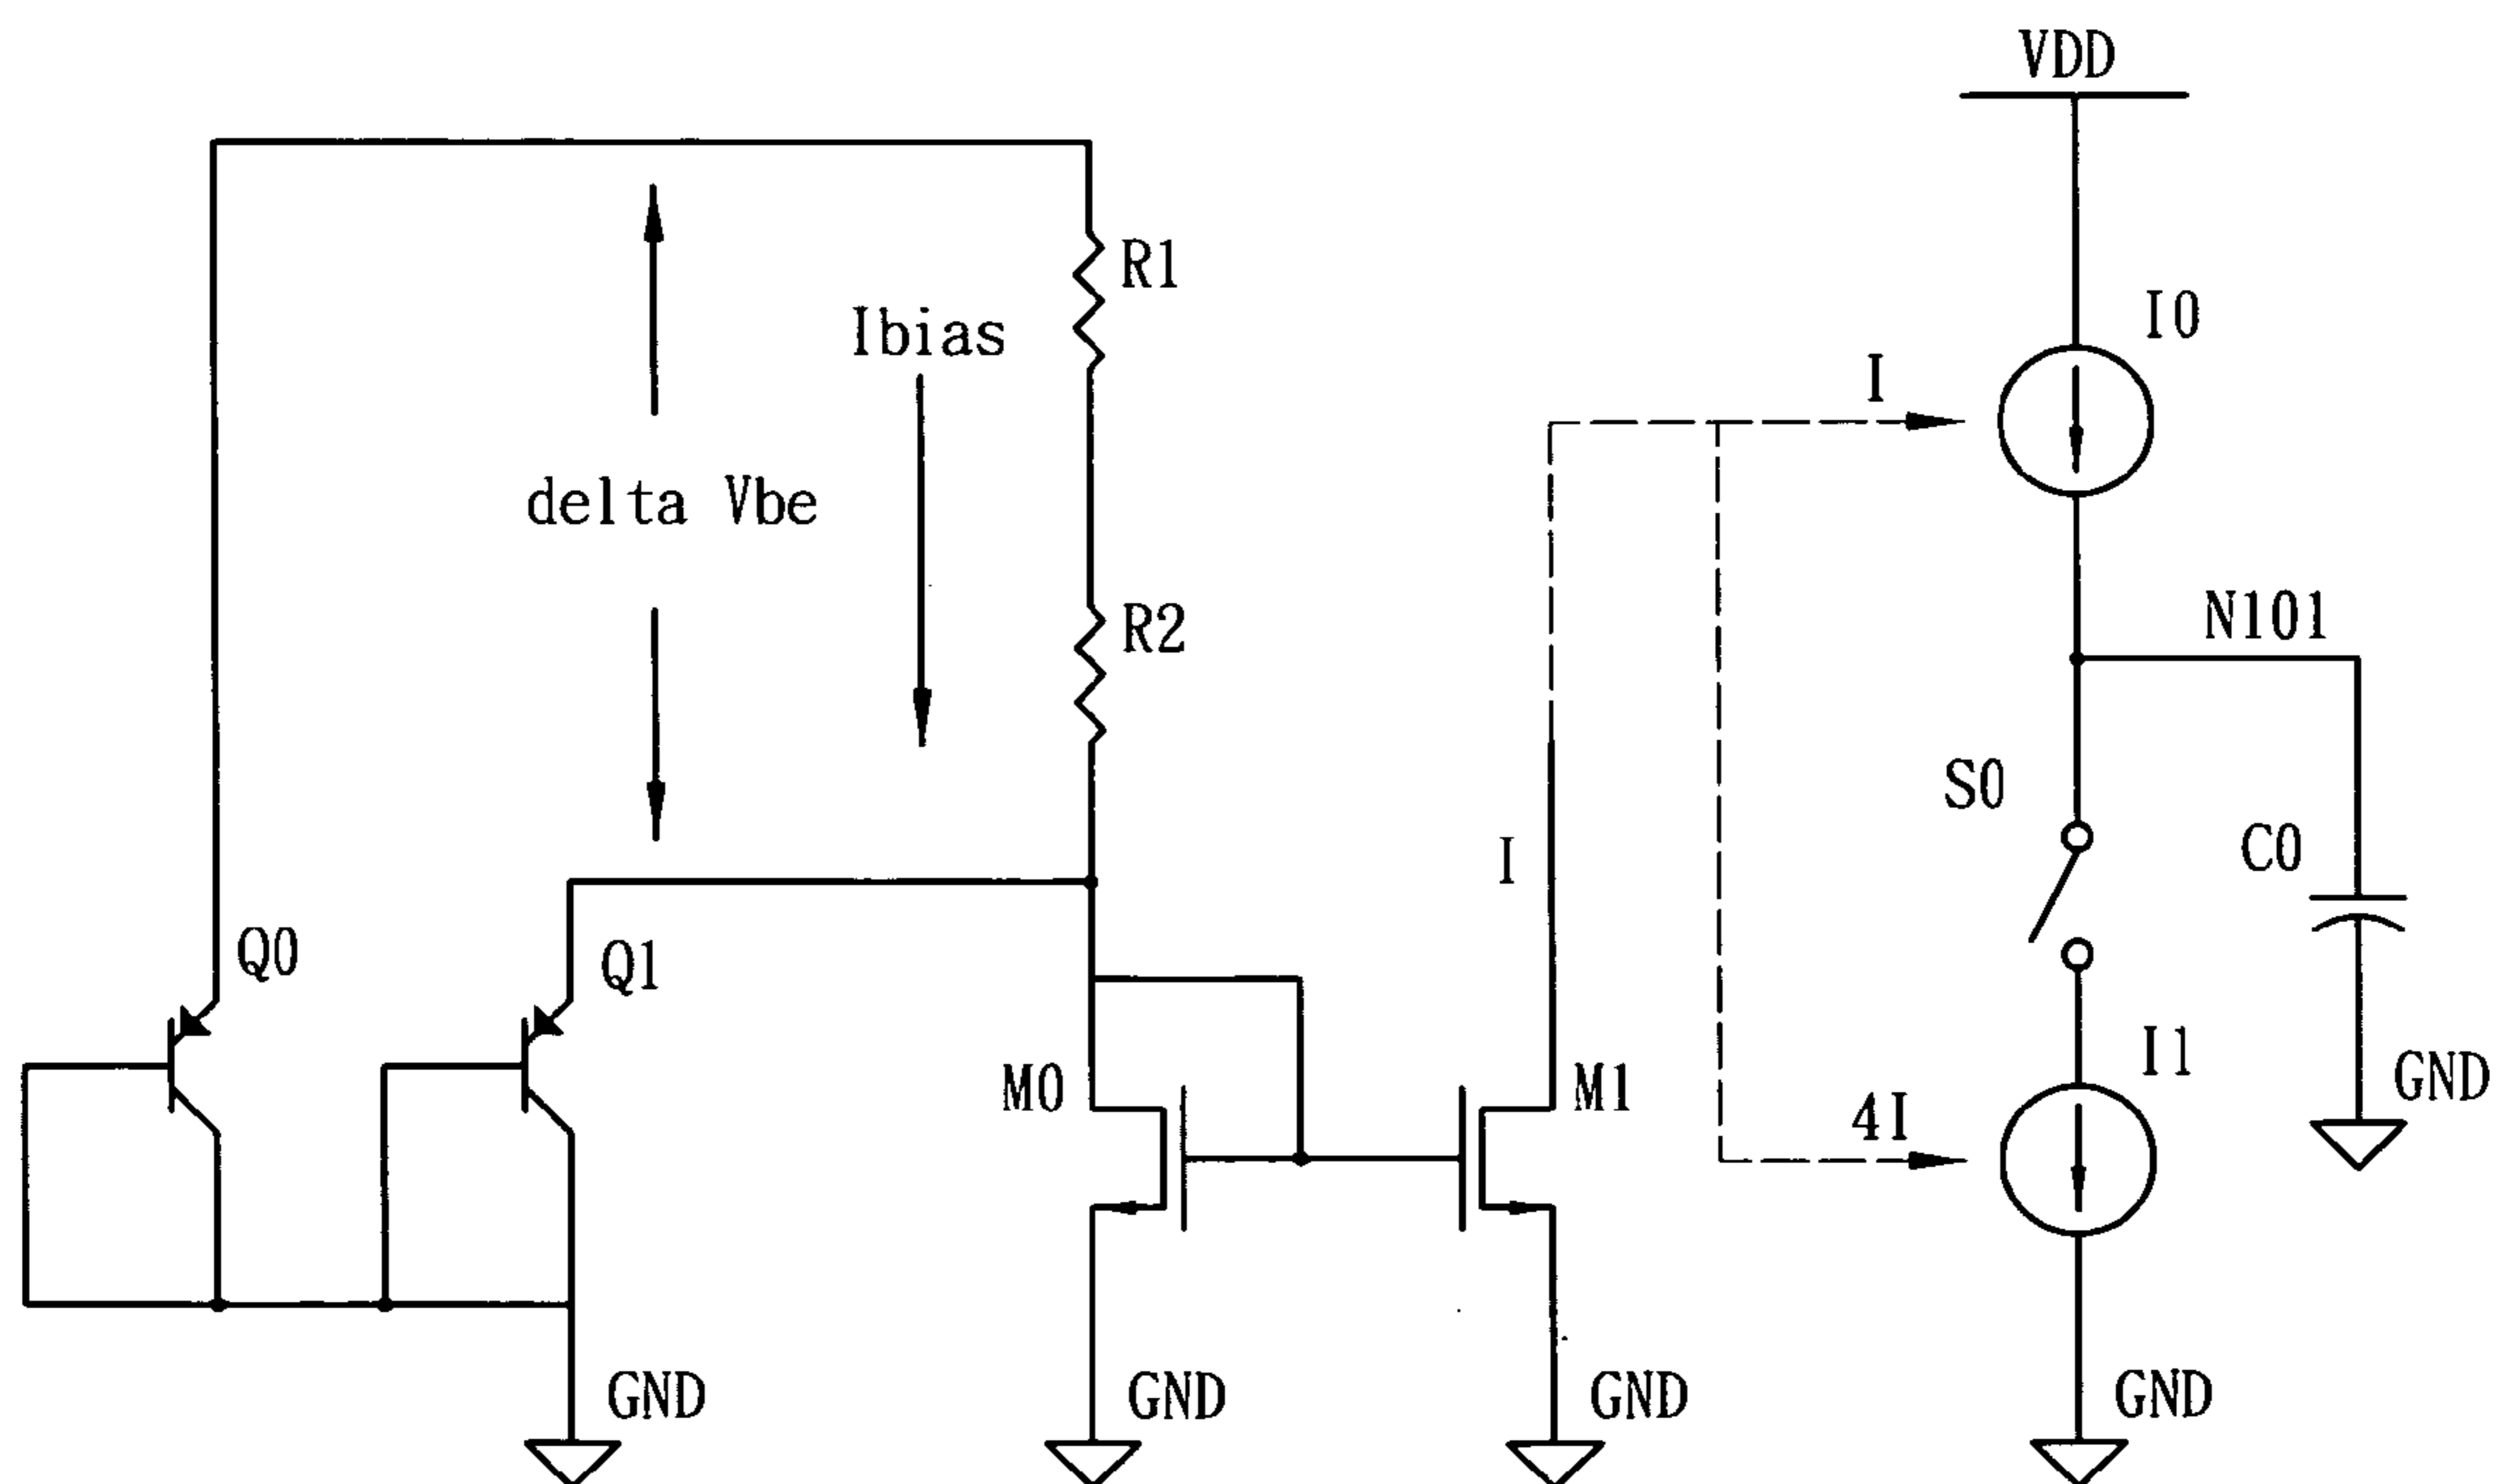 VDD
R1
I0
Ibias
I
delta Vbe
N101
R2
S0
C0
I
Q0
Q1
I1
M0
M1
GND
4I
GND
GND
GND
GND